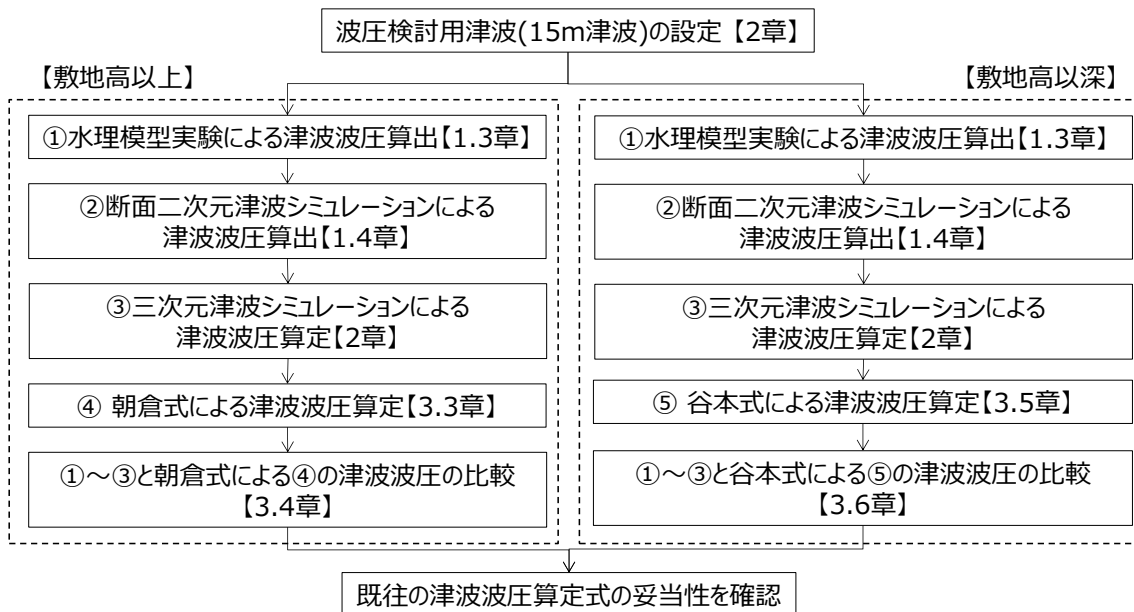 波圧検討用津波(15m津波)の設定【2章】
【敷地高以上】
①水理模型実験による津波波圧算出【1.3章】
②断面二次元津波シミュレーションによる
津波波圧算出【1.4章】
③三次元津波シミュレーションによる
津波波圧算定【2章】
④ 朝倉式による津波波圧算定【3.3章】
①～③と朝倉式による④の津波波圧の比較
【3.4章】
【敷地高以深】
①水理模型実験による津波波圧算出【1.3章】
②断面二次元津波シミュレーションによる
津波波圧算出【1.4章】
③三次元津波シミュレーションによる
津波波圧算定【2章】
⑤ 谷本式による津波波圧算定【3.5章】
①～③と谷本式による⑤の津波波圧の比較
【3.6章】
既往の津波波圧算定式の妥当性を確認